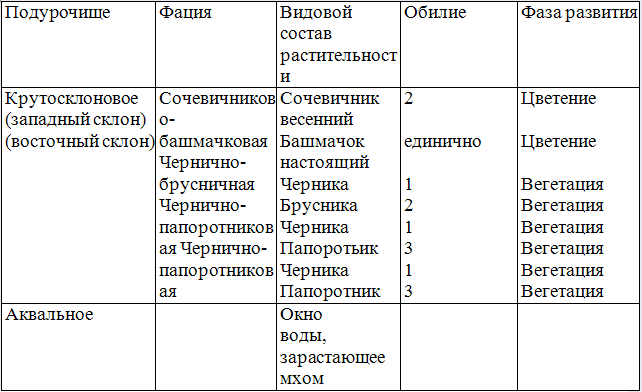 Подурочище Фация Видовой Обилие Фаза развития
состав
растительност
и
Крутосклоновое Сочевичников Сочевичник 2 Цветение
(западный склон) о- весенний
(восточный склон) башмачковая Башмачок единично Цветение
Чернично- настоящий
брусничная Черника 1 Вегетация
Чернично- Брусника 2 Вегетация
папоротников Черника 1 Вегетация
ая Чернично- Папоротьик 3 Вегетация
папоротников Черника 1 Вегетация
ая Папоротник 3 Вегетация
Аквальное Окно
воды,
зарастающее
мхом